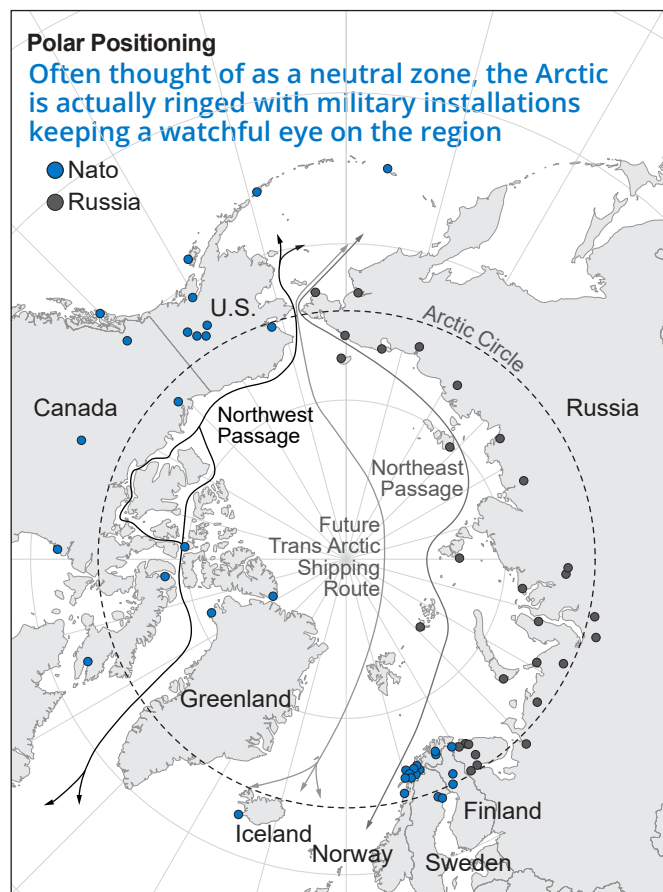 Polar Positioning
Often thought of as a neutral zone, the Arctic
is actually ringed with military installations
keeping a watchful eye on the region
Nato
Russia
U.S.
Arctic Circle
Canada
Russia
Northwest
Passage
Northeast
Passage
Future
Trans Arctic
Shipping
Route
Greenland
Finland
Iceland
Norway
Sweden